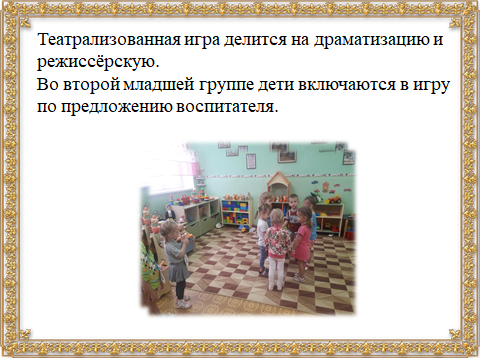 Театрализованная игра делится на драматизацию и
режиссёрскую.
Во второй младшей группе дети включаются в игру
по предложению воспитателя.